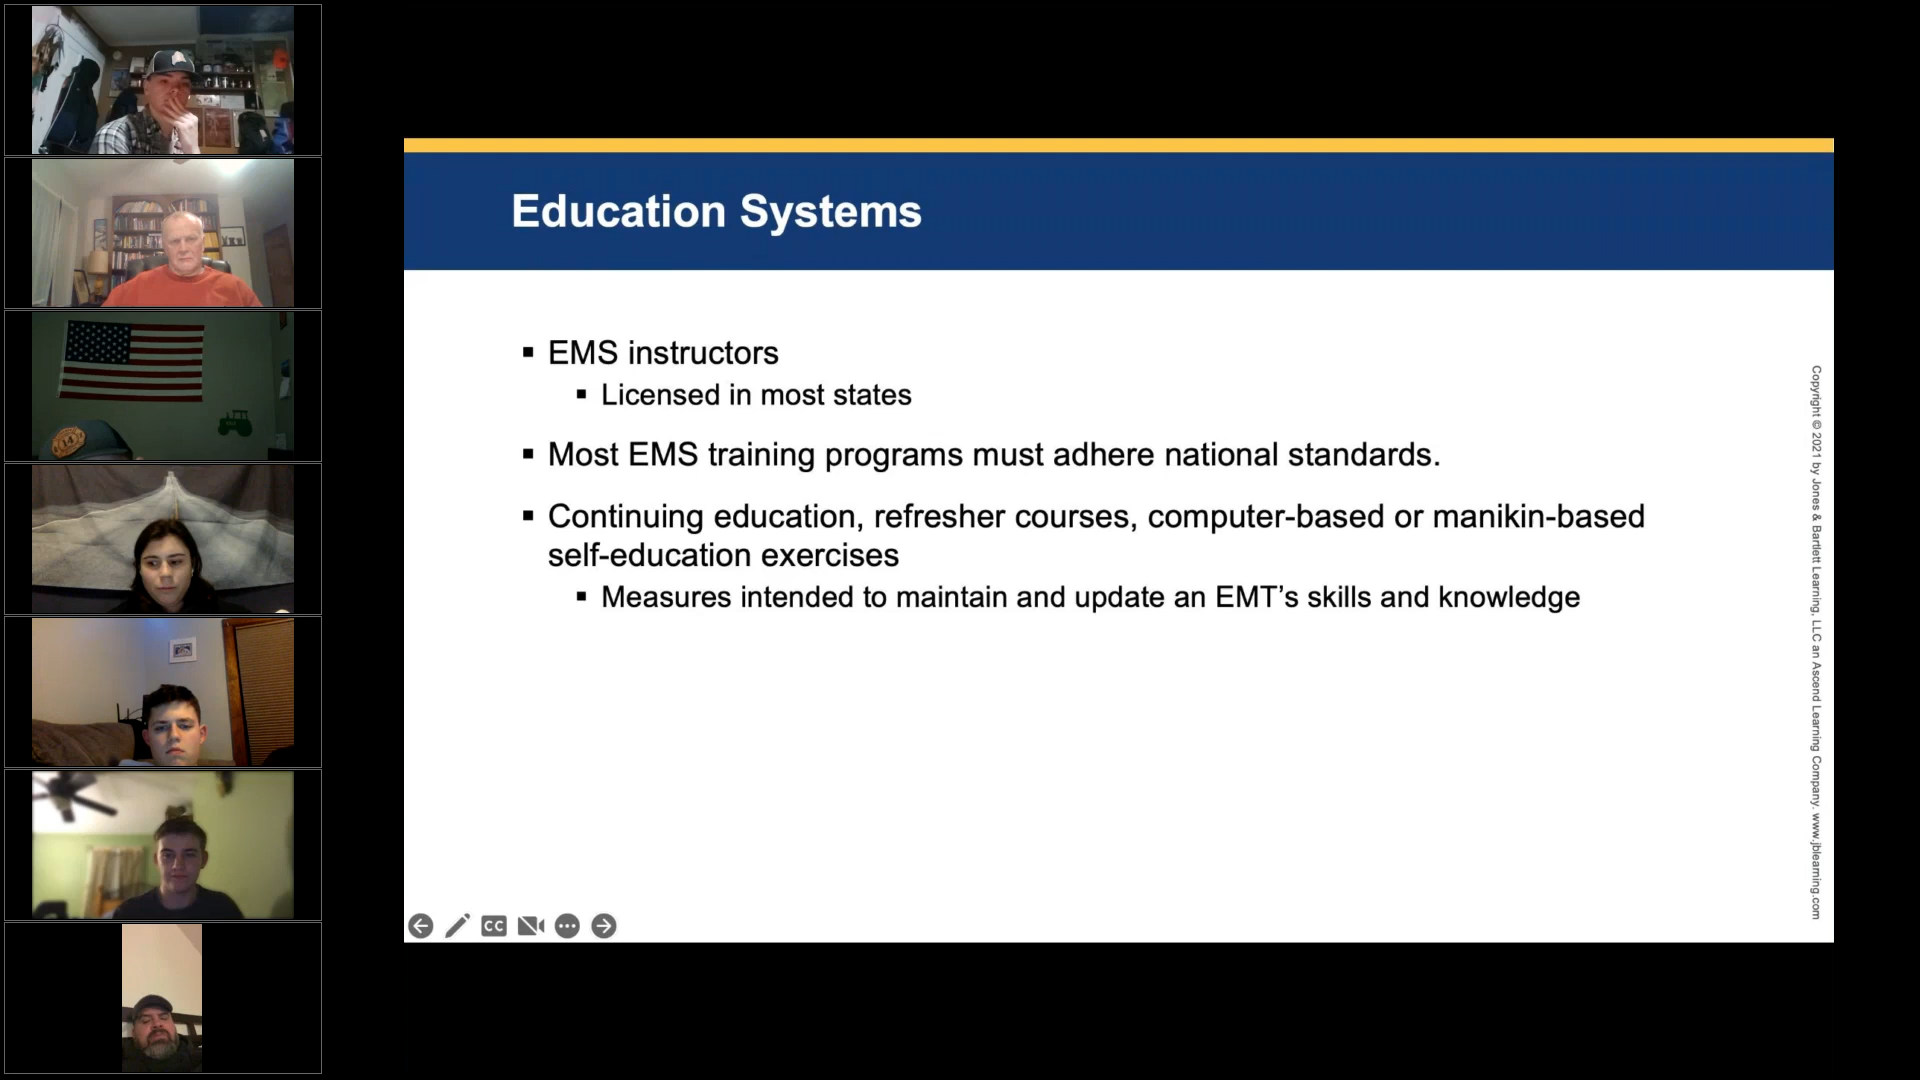 Education Systems
▪ EMS instructors
▪ Licensed in most states
▪ Most EMS training programs must adhere national standards.
▪ Continuing education, refresher courses, computer-based or manikin-based
self-education exercises
▪ Measures intended to maintain and update an EMT’s skills and knowledge
Copyright © 2021 by Jones & Bartlett Learning, LLC an Ascend Learning Company. www.jblearning.com
CC
14